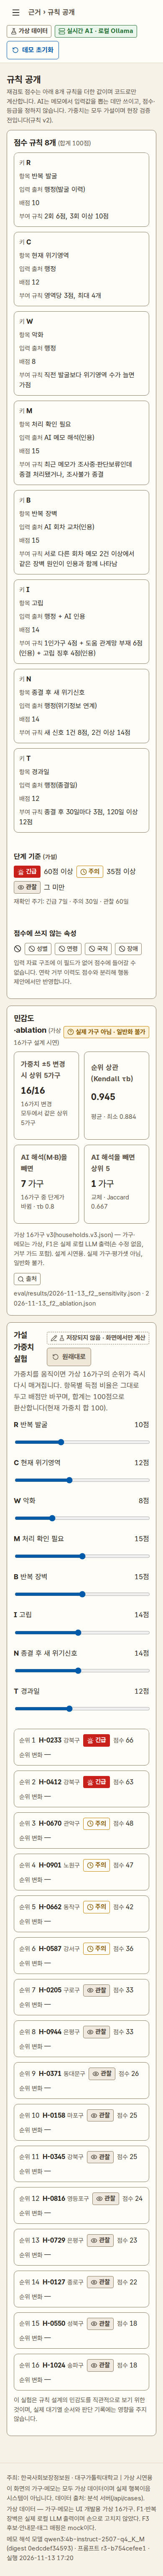 근거 › 규칙 공개
가상 데이터
실시간 AI · 로컬 Ollama
데모 초기화
규칙 공개
재검토 점수는 아래 8개 규칙을 더한 값이며 코드로만
계산합니다. AI는 메모에서 입력값을 뽑는 데만 쓰이고, 점수·
등급을 정하지 않습니다. 가중치는 모두 가설이며 현장 검증
전입니다(규칙 v2).
점수 규칙 8개 (합계 100점)
키 R
항목 반복 발굴
입력 출처 행정(발굴 이력)
배점 10
부여 규칙 2회 6점, 3회 이상 10점
키 C
항목 현재 위기영역
입력 출처 행정
배점 12
부여 규칙 영역당 3점, 최대 4개
키 W
항목 악화
입력 출처 행정
배점 8
부여 규칙 직전 발굴보다 위기영역 수가 늘면
가점
키 M
항목 처리 확인 필요
입력 출처 AI 메모 해석(인용)
배점 15
부여 규칙 최근 메모가 조사중·판단보류인데
종결 처리됐거나, 조사불가 종결
키 B
항목 반복 장벽
입력 출처 AI 회차 교차(인용)
배점 15
부여 규칙 서로 다른 회차 메모 2건 이상에서
같은 장벽 원인이 인용과 함께 나타남
키 I
항목 고립
입력 출처 행정 + AI 인용
배점 14
부여 규칙 1인가구 4점 + 도움 관계망 부재 6점
(인용) + 고립 징후 4점(인용)
키 N
항목 종결 후 새 위기신호
입력 출처 행정(위기정보 연계)
배점 14
부여 규칙 새 신호 1건 8점, 2건 이상 14점
키 T
항목 경과일
입력 출처 행정(종결일)
배점 12
부여 규칙 종결 후 30일마다 3점, 120일 이상
12점
단계 기준 (가설)
긴급 60점 이상 주의 35점 이상
관찰 그 미만
재확인 주기: 긴급 7일 · 주의 30일 · 관찰 60일
점수에 쓰지 않는 속성
성별 연령 국적 장애
입력 자료 구조에 이 필드가 없어 점수에 들어갈 수
없습니다. 연락 거부 이력도 점수와 분리해 행동
제안에서만 반영합니다.
민감도
·ablation (가상
16가구 설계 시연)
실제 가구 아님 · 일반화 불가
가중치 ±5 변경
시 상위 5가구
16/16
16가지 변경
모두에서 같은 상위
5가구
순위 상관
(Kendall τb)
0.945
평균 · 최소 0.884
AI 해석(M·B)을
빼면
7 가구
16가구 중 단계가
바뀜 · τb 0.8
AI 해석을 빼면
상위 5
1 가구
교체 · Jaccard
0.667
가상 16가구 v3(households.v3.json) — 가구·
메모는 가상, F1은 실제 로컬 LLM 출력(손 수정 없음,
거부 가드 포함). 설계 시연용. 실제 가구·평가셋 아님,
일반화 불가.
출처
eval/results/2026-11-13_f2_sensitivity.json · 2
026-11-13_f2_ablation.json
가설
가중치
실험
저장되지 않음 · 화면에서만 계산
원래대로
가중치를 움직이면 가상 16가구의 순위가 즉시
다시 매겨집니다. 항목별 득점 비율은 그대로
두고 배점만 바꾸며, 합계는 100점으로
환산합니다(현재 가중치 합 100).
R 반복 발굴 10점
C 현재 위기영역 12점
W 악화 8점
M 처리 확인 필요 15점
B 반복 장벽 15점
I 고립 14점
N 종결 후 새 위기신호 14점
T 경과일 12점
순위 1 H-0233 강북구 긴급 점수 66
순위 변화 —
순위 2 H-0412 강북구 긴급 점수 63
순위 변화 —
순위 3 H-0670 관악구 주의 점수 48
순위 변화 —
순위 4 H-0901 노원구 주의 점수 47
순위 변화 —
순위 5 H-0662 동작구 주의 점수 42
순위 변화 —
순위 6 H-0587 강서구 주의 점수 36
순위 변화 —
순위 7 H-0205 구로구 관찰 점수 33
순위 변화 —
순위 8 H-0944 은평구 관찰 점수 33
순위 변화 —
순위 9 H-0371 동대문구 관찰 점수 26
순위 변화 —
순위 10 H-0158 마포구 관찰 점수 25
순위 변화 —
순위 11 H-0345 강북구 관찰 점수 25
순위 변화 —
순위 12 H-0816 영등포구 관찰 점수 24
순위 변화 —
순위 13 H-0729 은평구 관찰 점수 23
순위 변화 —
순위 14 H-0127 종로구 관찰 점수 22
순위 변화 —
순위 15 H-0550 성북구 관찰 점수 18
순위 변화 —
순위 16 H-1024 송파구 관찰 점수 18
순위 변화 —
이 실험은 규칙 설계의 민감도를 직관적으로 보기 위한
것이며, 실제 대기열 순서와 판단 기록에는 영향을 주지
않습니다.
주최: 한국사회보장정보원 · 대구가톨릭대학교 | 가상 시연용
이 화면의 가구·메모는 모두 가상 데이터이며 실제 행복이음
시스템이 아닙니다. 데이터 출처: 분석 서버(/api/cases).
가상 데이터 — 가구·메모는 UI 개발용 가상 16가구. F1·반복
장벽은 실제 로컬 LLM 출력이며 손으로 고치지 않았다. F3
후보·안내문·태그 매핑은 mock이다.
메모 해석 모델 qwen3:4b-instruct-2507-q4_K_M
(digest 0edcdef34593) · 프롬프트 r3-b754cefee1 ·
실행 2026-11-13 17:20